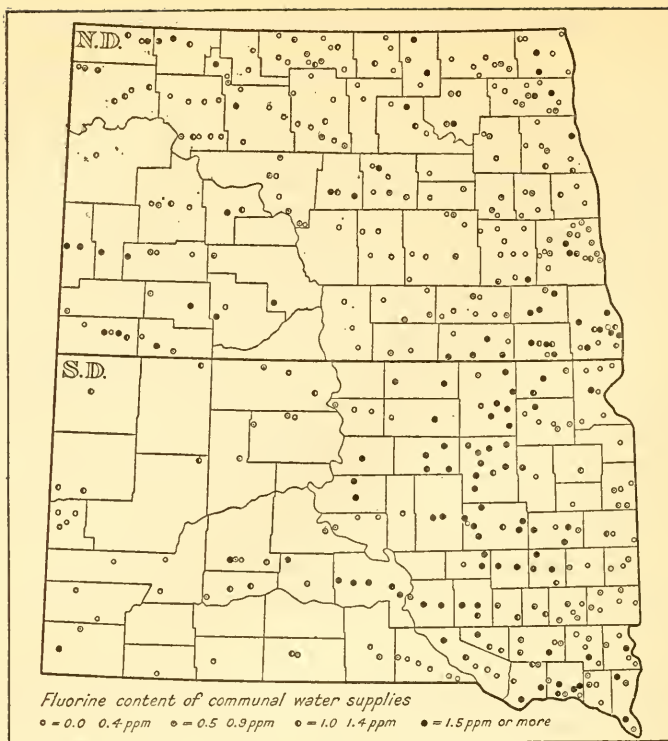 N.D.
S.D.
Fluorine content of communal water supplies
= 0.0 0.4 ppm = 0.5 0.9 ppm = 1.0 1.4 ppm = 1.5 ppm or more